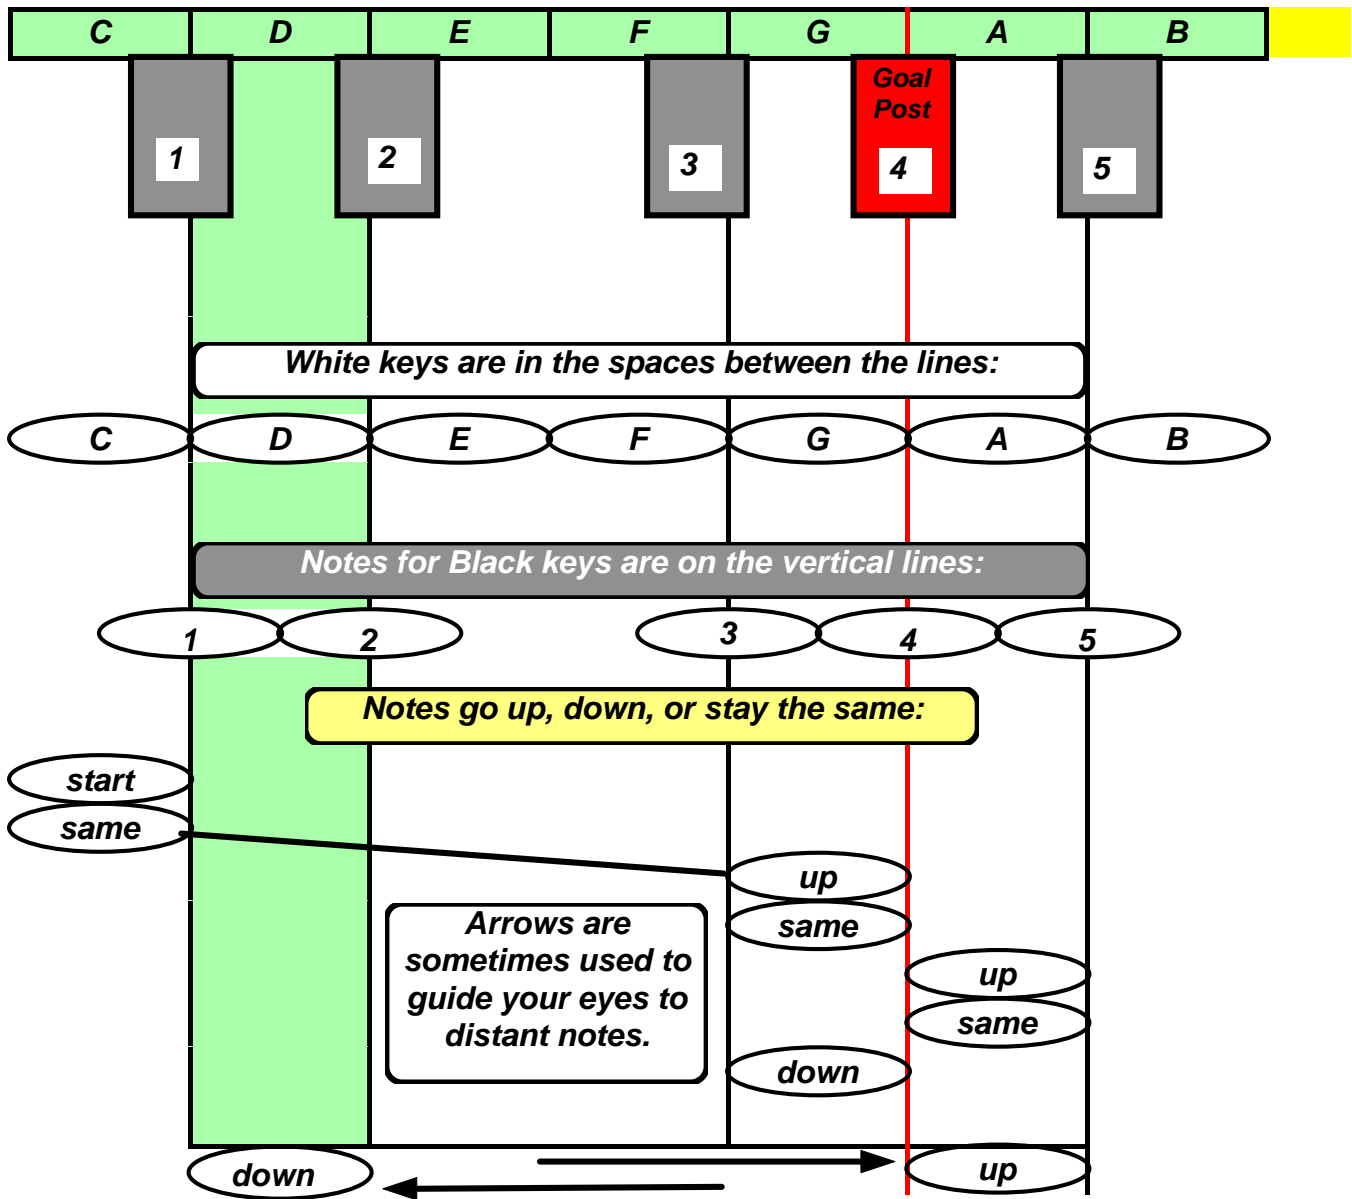 C D E F G A B
Goal
Post
1 2 3 4 5
White keys are in the spaces between the lines:
C D E F G A B
Notes for Black keys are on the vertical lines:
1 2 3 4 5
Notes go up, down, or stay the same:
start
same
up
same
Arrows are
sometimes used to
guide your eyes to
distant notes.
up
same
down
down up